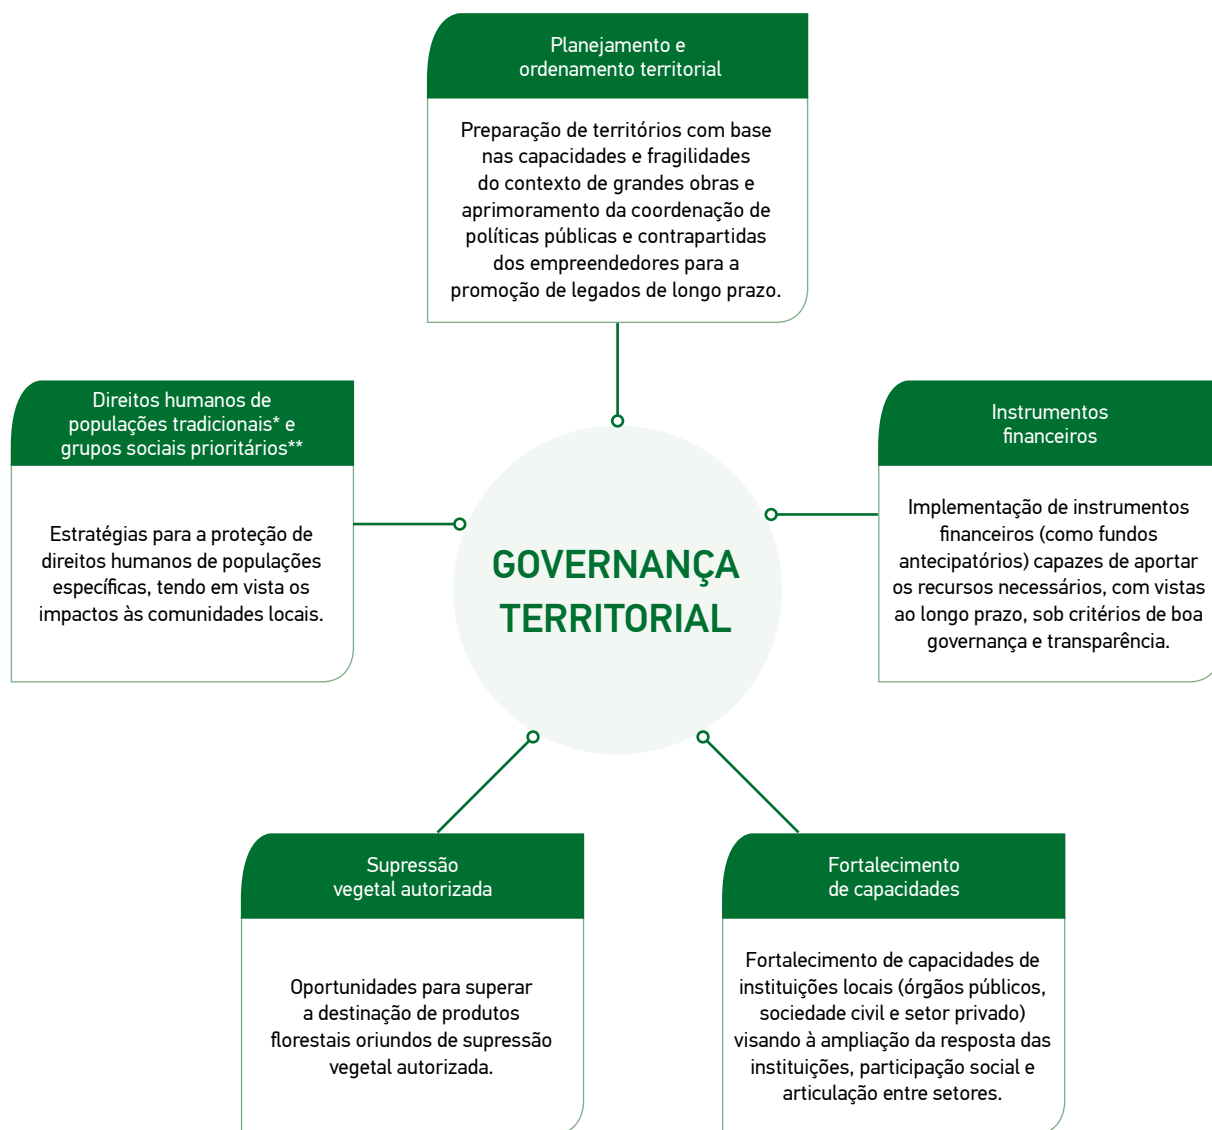 Planejamento e
ordenamento territorial
Preparação de territórios com base
nas capacidades e fragilidades
do contexto de grandes obras e
aprimoramento da coordenação de
políticas públicas e contrapartidas
dos empreendedores para a
promoção de legados de longo prazo.
Direitos humanos de
populações tradicionais* e
grupos sociais prioritários**
Estratégias para a proteção de
direitos humanos de populações
específicas, tendo em vista os
impactos às comunidades locais.
Instrumentos
financeiros
Implementação de instrumentos
financeiros (como fundos
antecipatórios) capazes de aportar
os recursos necessários, com vistas
ao longo prazo, sob critérios de boa
governança e transparência.
GOVERNANÇA
TERRITORIAL
Supressão
vegetal autorizada
Oportunidades para superar
a destinação de produtos
florestais oriundos de supressão
vegetal autorizada.
Fortalecimento
de capacidades
Fortalecimento de capacidades de
instituições locais (órgãos públicos,
sociedade civil e setor privado)
visando à ampliação da resposta das
instituições, participação social e
articulação entre setores.